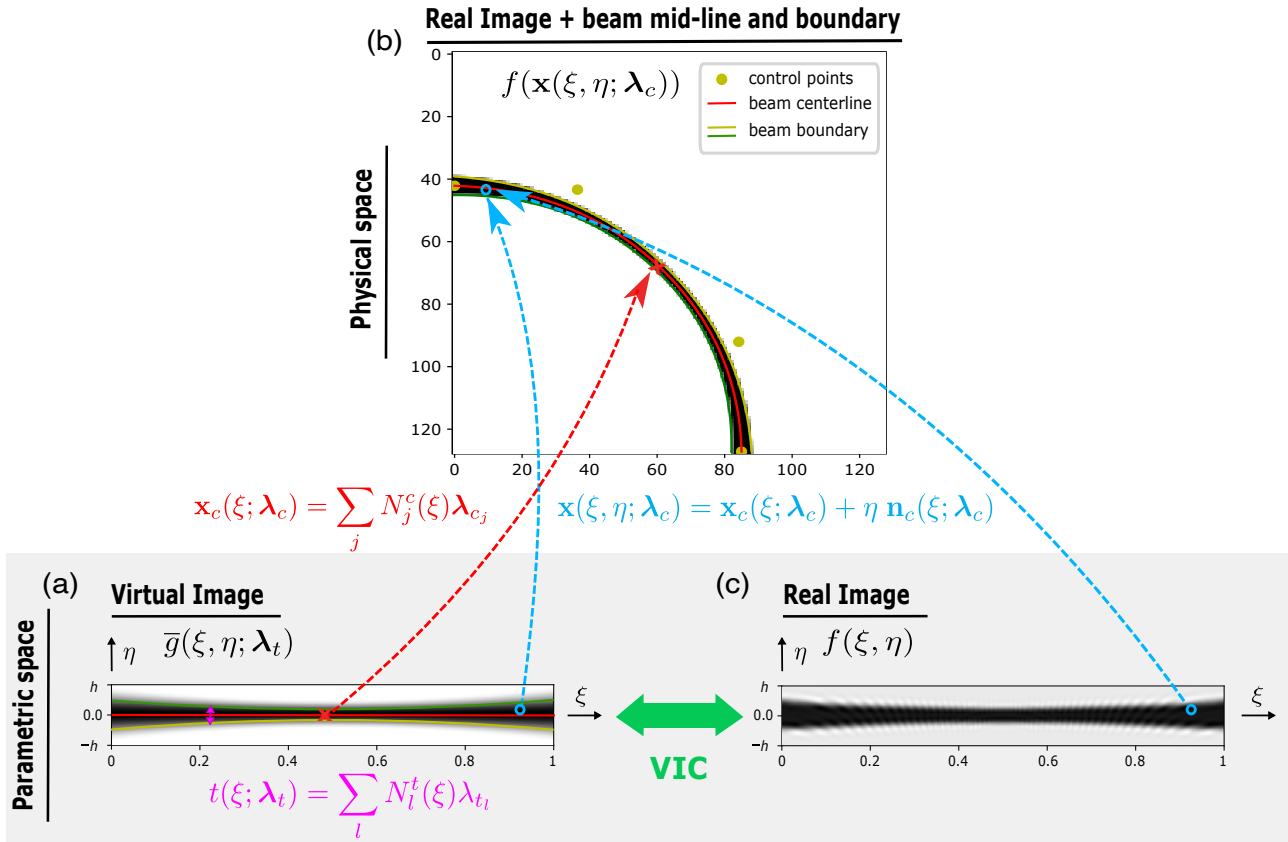 Real Image + beam mid-line and boundary
(b)
f(x(ξ, η; λ_c))
control points
beam centerline
beam boundary
0
20
40
60
80
100
120
0 20 40 60 80 100 120
Physical space
x_c(ξ; λ_c) = ∑_j N_j^c(ξ)λ_{c_j}
x(ξ, η; λ_c) = x_c(ξ; λ_c) + η n_c(ξ; λ_c)
Parametric space
(a)
Virtual Image
η
g̅(ξ, η; λ_t)
h
0.0
−h
0 0.2 0.4 0.6 0.8 1
ξ
t(ξ; λ_t) = ∑_l N_l^t(ξ)λ_{t_l}
VIC
(c)
Real Image
η
f(ξ, η)
h
0.0
−h
0 0.2 0.4 0.6 0.8 1
ξ